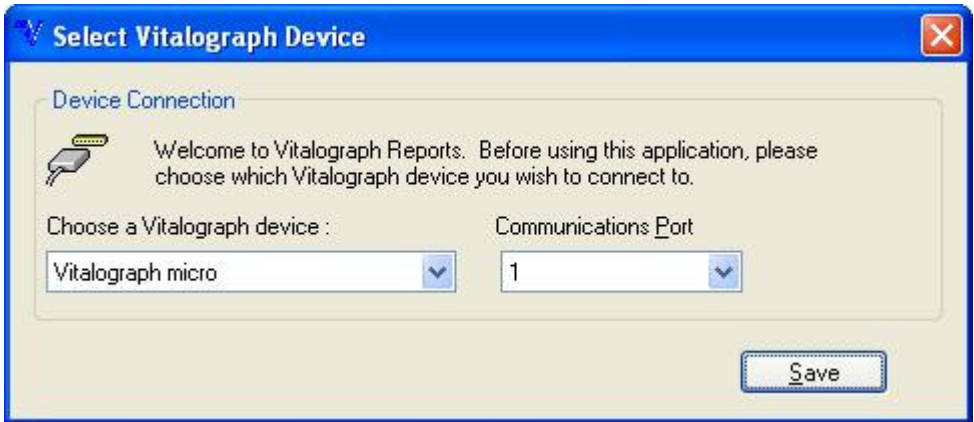 Select Vitalograph Device
Device Connection
Welcome to Vitalograph Reports. Before using this application, please
choose which Vitalograph device you wish to connect to.
Choose a Vitalograph device :
Communications Port
Vitalograph micro
1
Save